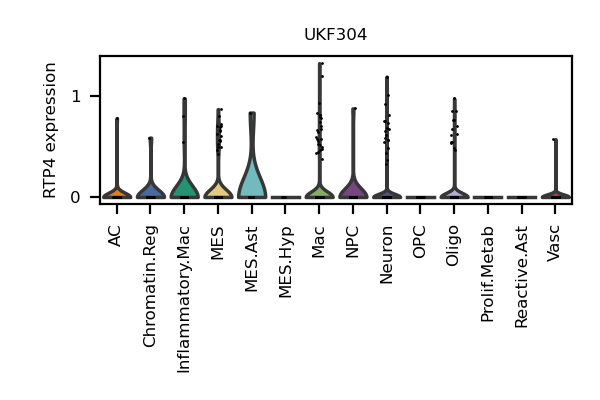 UKF304
RTP4 expression
1
0
AC
Chromatin.Reg
Inflammatory.Mac
MES
MES.Ast
MES.Hyp
Mac
NPC
Neuron
OPC
Oligo
Prolif.Metab
Reactive.Ast
Vasc